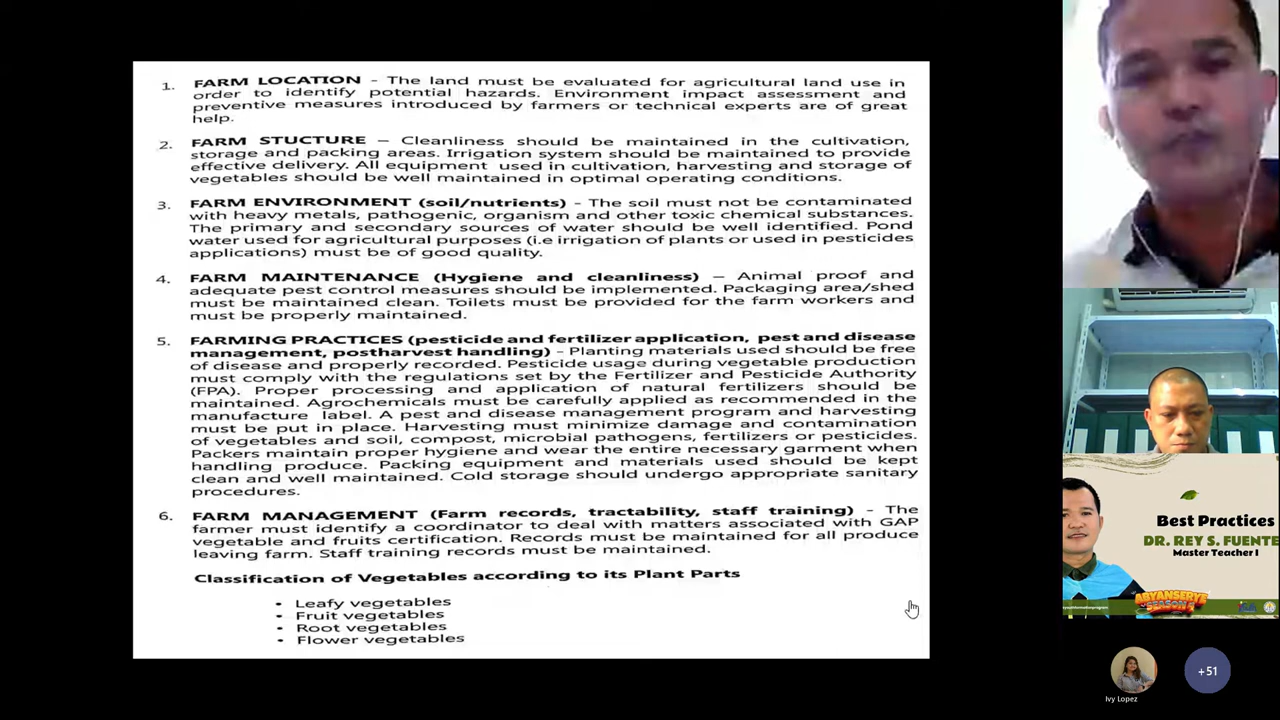 1. FARM LOCATION - The land must be evaluated for agricultural land use in
order to identify potential hazards. Environment impact assessment and
preventive measures introduced by farmers or technical experts are of great
help.
2. FARM STUCTURE – Cleanliness should be maintained in the cultivation,
storage and packing areas. Irrigation system should be maintained to provide
effective delivery. All equipment used in cultivation, harvesting and storage of
vegetables should be well maintained in optimal operating conditions.
3. FARM ENVIRONMENT (soil/nutrients) - The soil must not be contaminated
with heavy metals, pathogenic, organism and other toxic chemical substances.
The primary and secondary sources of water should be well identified. Pond
water used for agricultural purposes (i.e irrigation of plants or used in pesticides
applications) must be of good quality.
4. FARM MAINTENANCE (Hygiene and cleanliness) – Animal proof and
adequate pest control measures should be implemented. Packaging area/shed
must be maintained clean. Toilets must be provided for the farm workers and
must be properly maintained.
5. FARMING PRACTICES (pesticide and fertilizer application, pest and disease
management, postharvest handling) - Planting materials used should be free
of disease and properly recorded. Pesticide usage during vegetable production
must comply with the regulations set by the Fertilizer and Pesticide Authority
(FPA). Proper processing and application of natural fertilizers should be
maintained. Agrochemicals must be carefully applied as recommended in the
manufacture label. A pest and disease management program and harvesting
must be put in place. Harvesting must minimize damage and contamination
of vegetables and soil, compost, microbial pathogens, fertilizers or pesticides.
Packers maintain proper hygiene and wear the entire necessary garment when
handling produce. Packing equipment and materials used should be kept
clean and well maintained. Cold storage should undergo appropriate sanitary
procedures.
6. FARM MANAGEMENT (Farm records, tractability, staff training) - The
farmer must identify a coordinator to deal with matters associated with GAP
vegetable and fruits certification. Records must be maintained for all produce
leaving farm. Staff training records must be maintained.
Classification of Vegetables according to its Plant Parts
• Leafy vegetables
• Fruit vegetables
• Root vegetables
• Flower vegetables
Best Practices
DR. REY S. FUENTE
Master Teacher I
ABYANSERVE
SEASON
Ivy Lopez
+51